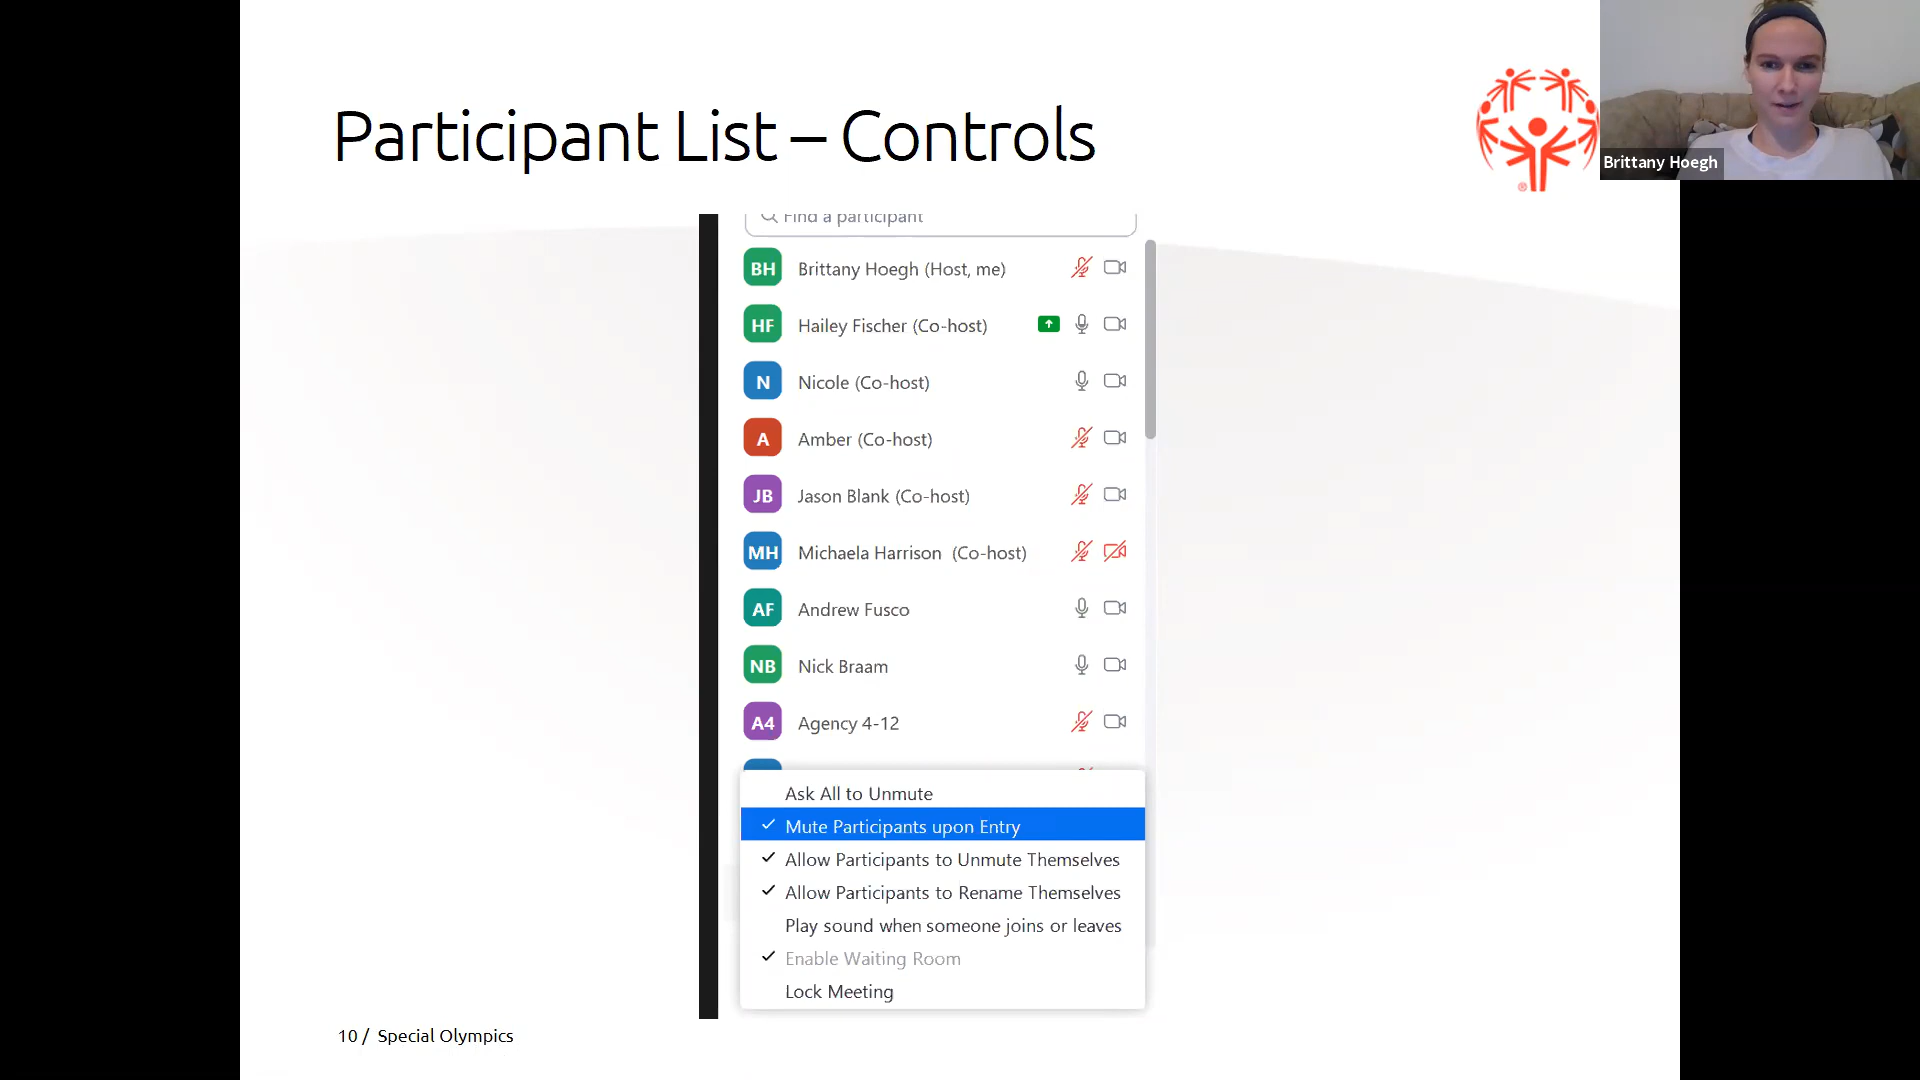 Participant List – Controls
Brittany Hoegh
®
Find a participant
BH Brittany Hoegh (Host, me)
HF Hailey Fischer (Co-host)
N Nicole (Co-host)
A Amber (Co-host)
JB Jason Blank (Co-host)
MH Michaela Harrison (Co-host)
AF Andrew Fusco
NB Nick Braam
A4 Agency 4-12
Ask All to Unmute
Mute Participants upon Entry
Allow Participants to Unmute Themselves
Allow Participants to Rename Themselves
Play sound when someone joins or leaves
Enable Waiting Room
Lock Meeting
10 / Special Olympics